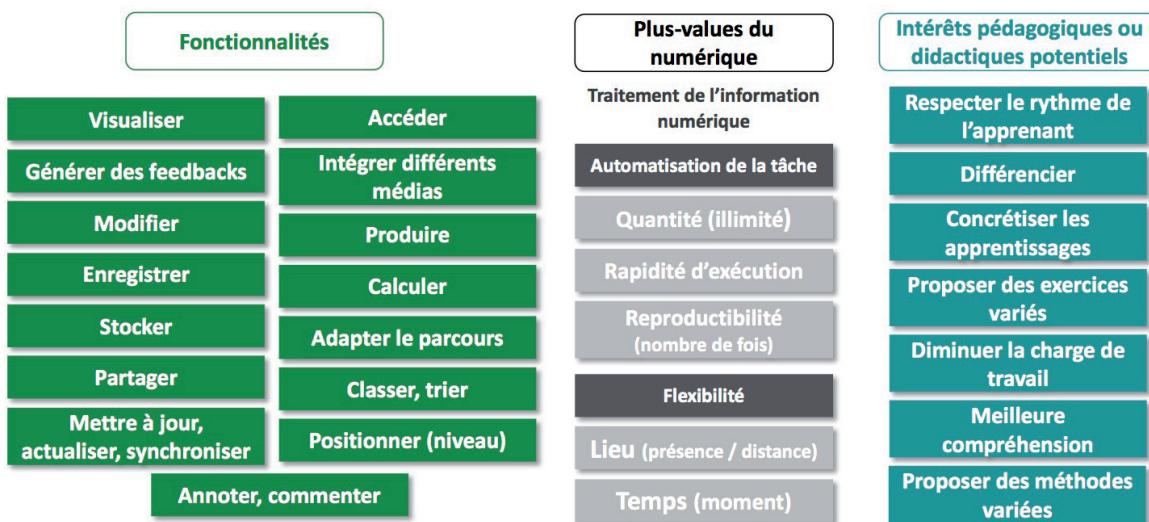 Fonctionnalités
Visualiser
Générer des feedbacks
Modifier
Enregistrer
Stocker
Partager
Mettre à jour,
actualiser, synchroniser
Accéder
Intégrer différents
médias
Produire
Calculer
Adapter le parcours
Classer, trier
Positionner (niveau)
Annoter, commenter
Plus-values du
numérique
Traitement de l’information
numérique
Automatisation de la tâche
Quantité (illimité)
Rapidité d’exécution
Reproductibilité
(nombre de fois)
Flexibilité
Lieu (présence / distance)
Temps (moment)
Intérêts pédagogiques ou
didactiques potentiels
Respecter le rythme de
l’apprenant
Différencier
Concrétiser les
apprentissages
Proposer des exercices
variés
Diminuer la charge de
travail
Meilleure
compréhension
Proposer des méthodes
variées